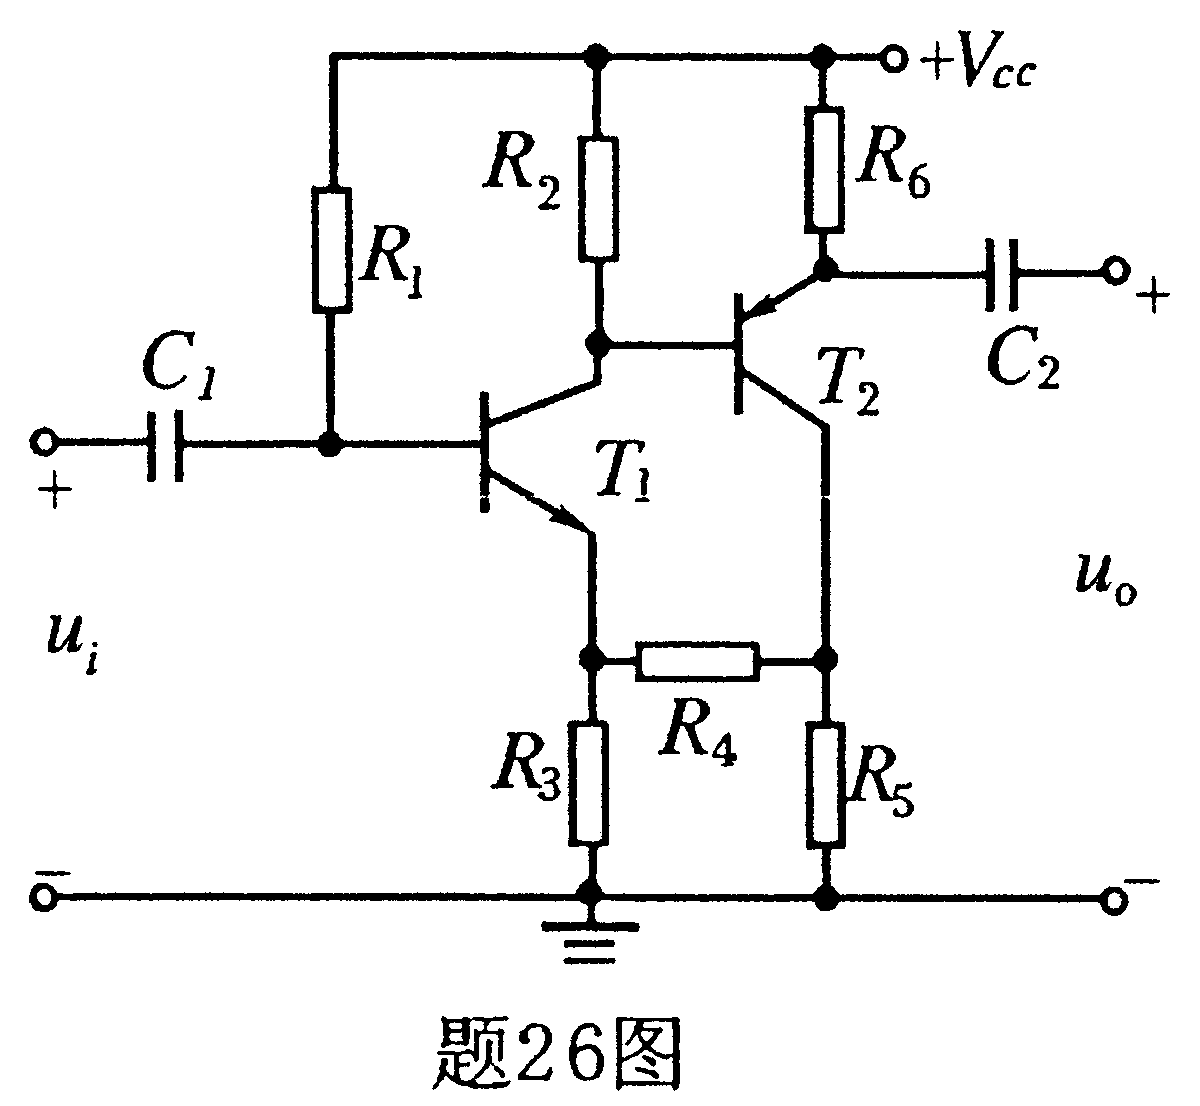 +Vcc
R2
R6
R1
C1
+
C2
T2
+
T1
ui
uo
R4
R3
R5
−
−
题26图